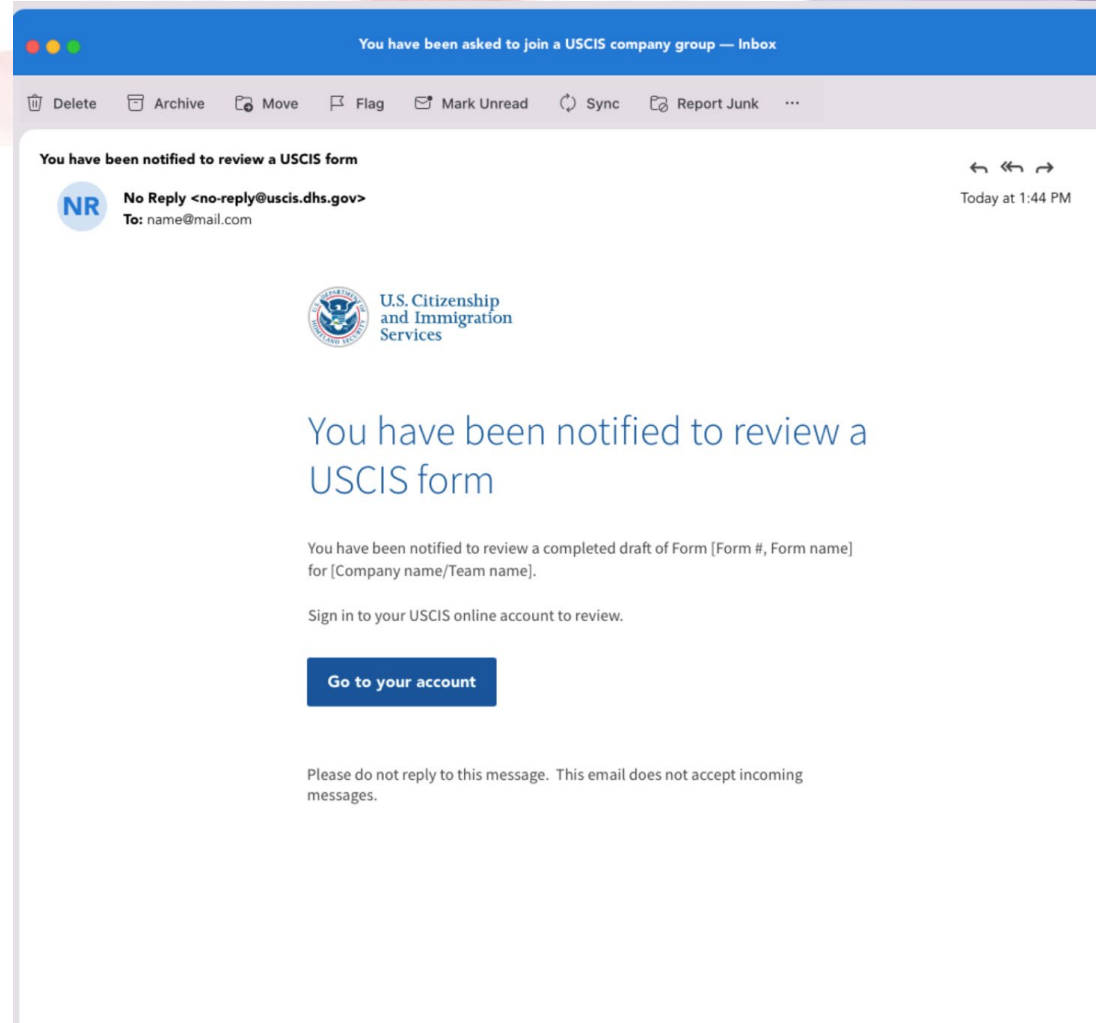 You have been asked to join a USCIS company group — Inbox
Delete Archive Move Flag Mark Unread Sync Report Junk ...
You have been notified to review a USCIS form
NR
No Reply <no-reply@uscis.dhs.gov>
Today at 1:44 PM
To: name@mail.com
U.S. Citizenship
and Immigration
Services
You have been notified to review a
USCIS form
You have been notified to review a completed draft of Form [Form #, Form name]
for [Company name/Team name].
Sign in to your USCIS online account to review.
Go to your account
Please do not reply to this message. This email does not accept incoming
messages.